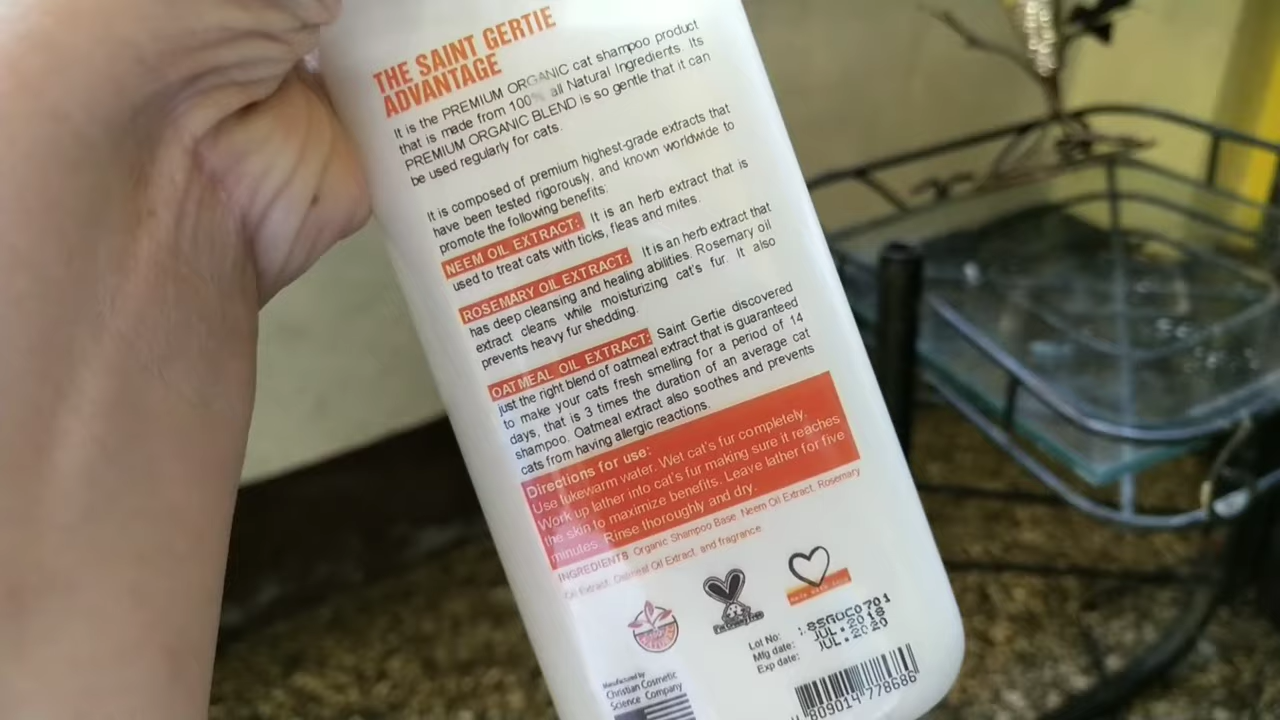 THE SAINT GERTIE
ADVANTAGE
It is the PREMIUM ORGANIC cat shampoo product
that is made from 100% all Natural Ingredients. Its
PREMIUM ORGANIC BLEND is so gentle that it can
be used regularly for cats.
It is composed of premium highest-grade extracts that
have been tested rigorously, and known worldwide to
promote the following benefits:
NEEM OIL EXTRACT: It is an herb extract that is
used to treat cats with ticks, fleas and mites.
ROSEMARY OIL EXTRACT: It is an herb extract that
has deep cleansing and healing abilities. Rosemary oil
extract cleans while moisturizing cat's fur. It also
prevents heavy fur shedding.
OATMEAL OIL EXTRACT: Saint Gertie discovered
just the right blend of oatmeal extract that is guaranteed
to make your cats fresh smelling for a period of 14
days, that is 3 times the duration of an average cat
shampoo. Oatmeal extract also soothes and prevents
cats from having allergic reactions.
Directions for use:
Use lukewarm water. Wet cat's fur completely.
Work up lather into cat's fur making sure it reaches
the skin to maximize benefits. Leave lather for five
minutes. Rinse thoroughly and dry.
INGREDIENTS Organic Shampoo Base, Neem Oil Extract, Rosemary
Oil Extract, Oatmeal Oil Extract, and fragrance
Lot No:
Mfg date: JUL.2018
Exp date: JUL.2020
Manufactured by
Christian Cosmetic
Science Company
809014 778686